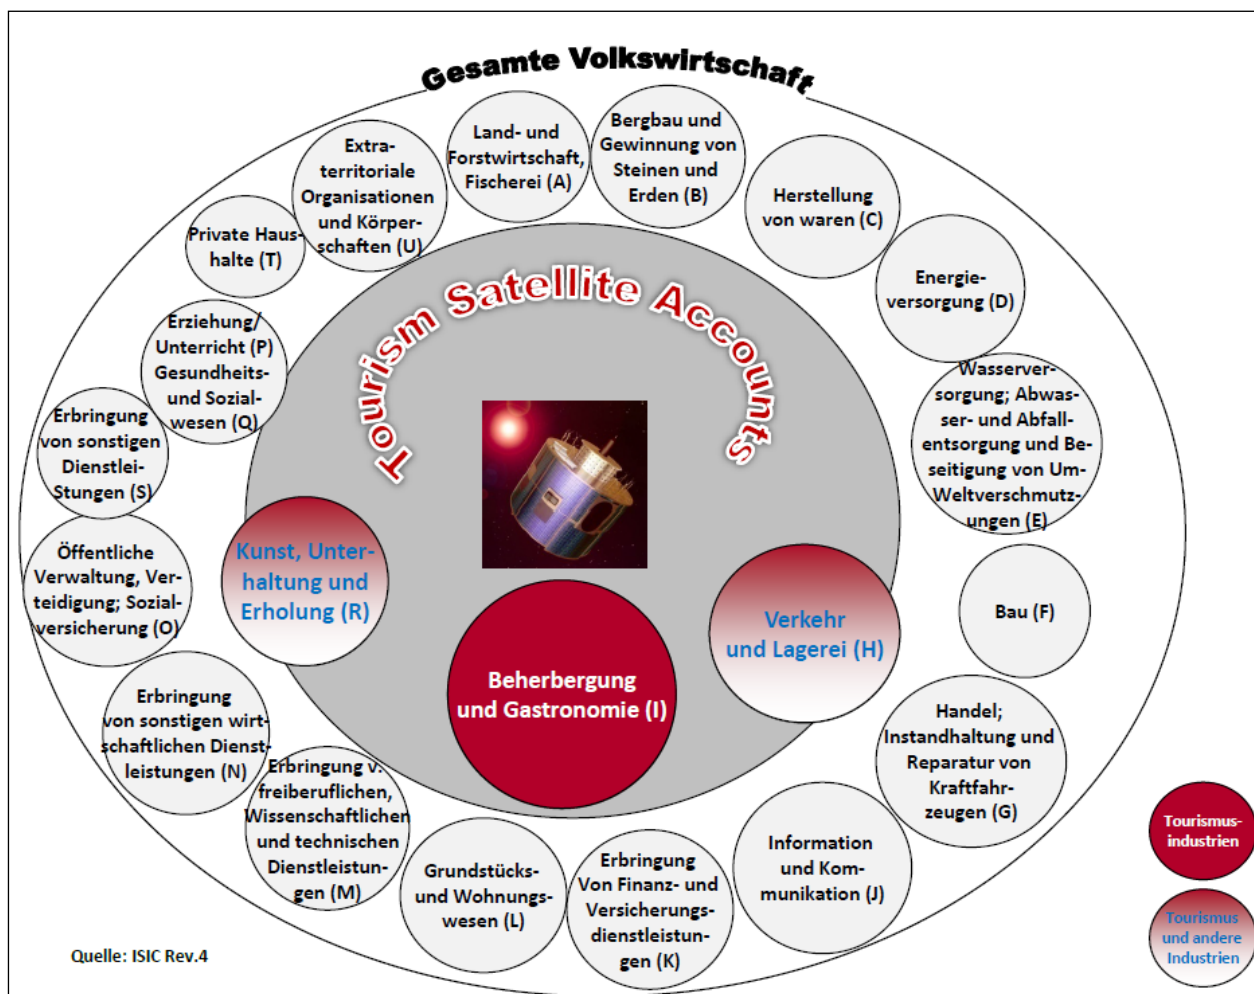 Gesamte Volkswirtschaft
Land- und
Forstwirtschaft,
Fischerei (A)
Bergbau und
Gewinnung von
Steinen und
Erden (B)
Herstellung
von waren (C)
Energie-
versorgung (D)
Wasserver-
sorgung; Abwas-
ser- und Abfall-
entsorgung und Be-
seitigung von Um-
Weltverschmutz-
ungen (E)
Bau (F)
Handel;
Instandhaltung und
Reparatur von
Kraftfahr-
zeugen (G)
Information
und Kom-
munikation (J)
Erbringung
Von Finanz- und
Versicherungs-
dienstleistun-
gen (K)
Grundstücks-
und Wohnungs-
wesen (L)
Erbringung v.
freiberuflichen,
Wissenschaftlichen
und technischen
Dienstleistun-
gen (M)
Erbringung
von sonstigen wirt-
schaftlichen Dienst-
leistungen (N)
Öffentliche
Verwaltung, Ver-
teidigung; Sozial-
versicherung (O)
Erbringung
von sonstigen
Dienstlei-
Stungen (S)
Erziehung/
Unterricht (P)
Gesundheits-
und Sozial-
wesen (Q)
Private Haus-
halte (T)
Extra-
territoriale
Organisationen
und Körper-
schaften (U)
Tourism Satellite Accounts
Kunst, Unter-
haltung und
Erholung (R)
Beherbergung
und Gastronomie (I)
Verkehr
und Lagerei (H)
Tourismus-
industrien
Tourismus
und andere
Industrien
Quelle: ISIC Rev.4